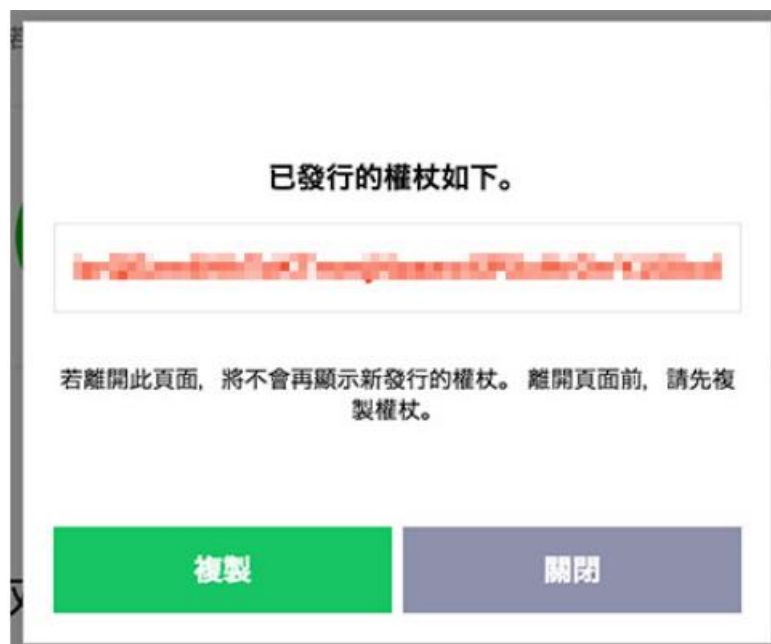 已發行的權杖如下。
若離開此頁面, 將不會再顯示新發行的權杖。 離開頁面前, 請先複
製權杖。
複製
關閉